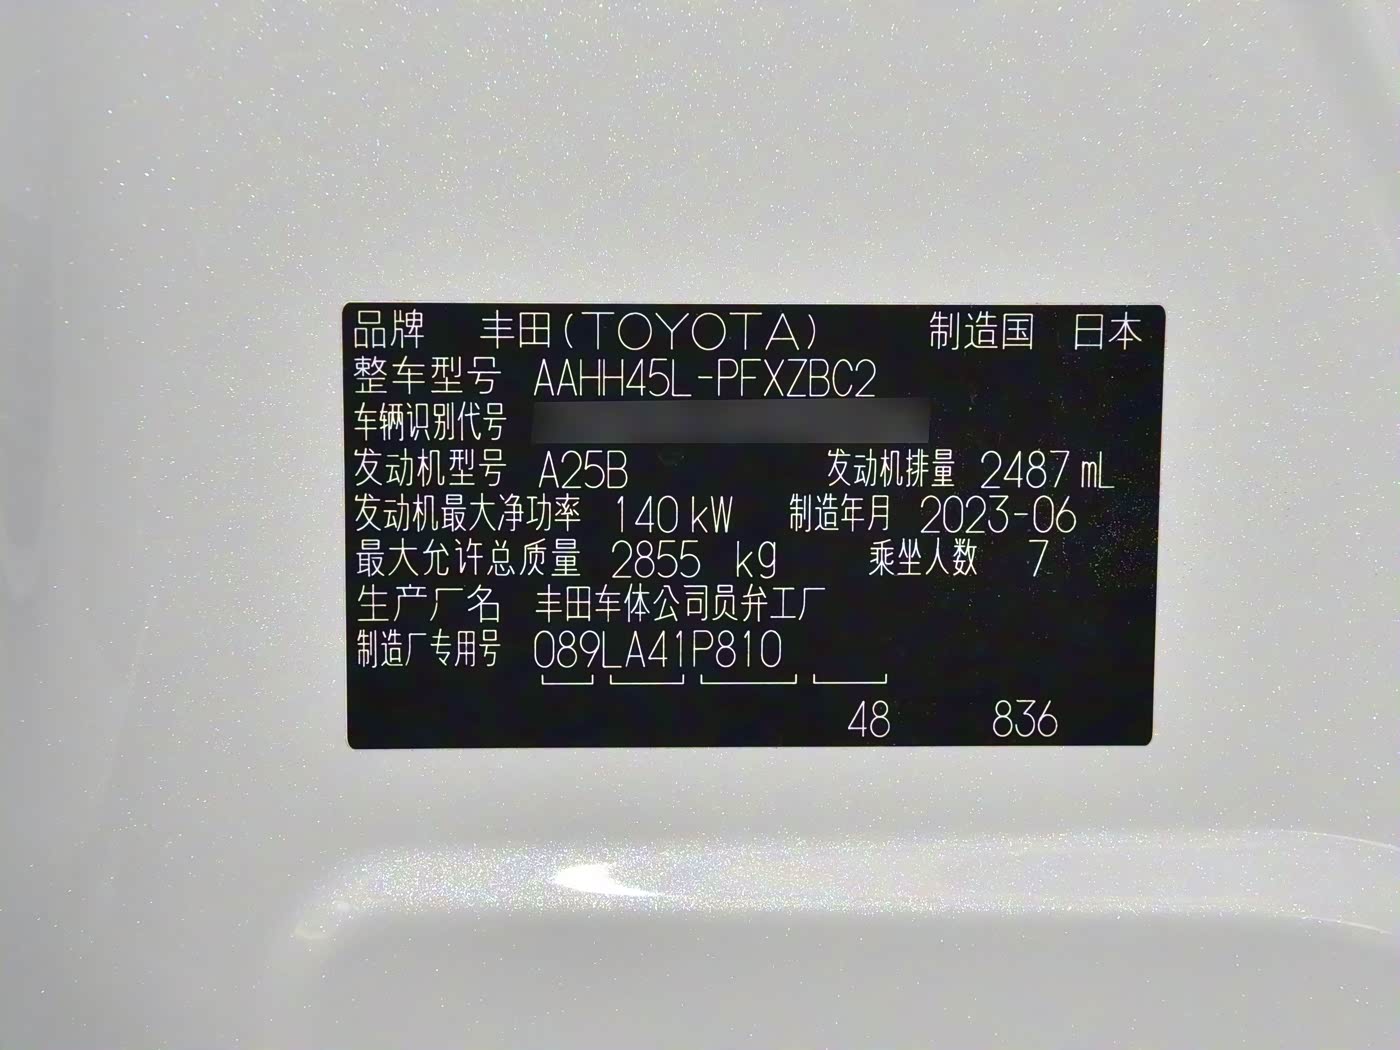 品牌 丰田(TOYOTA) 制造国 日本
整车型号 AAHH45L-PFXZBC2
车辆识别代号
发动机型号 A25B 发动机排量 2487 mL
发动机最大净功率 140 kW 制造年月 2023-06
最大允许总质量 2855 kg 乘坐人数 7
生产厂名 丰田车体公司员弁工厂
制造厂专用号 089LA41P810
48 836